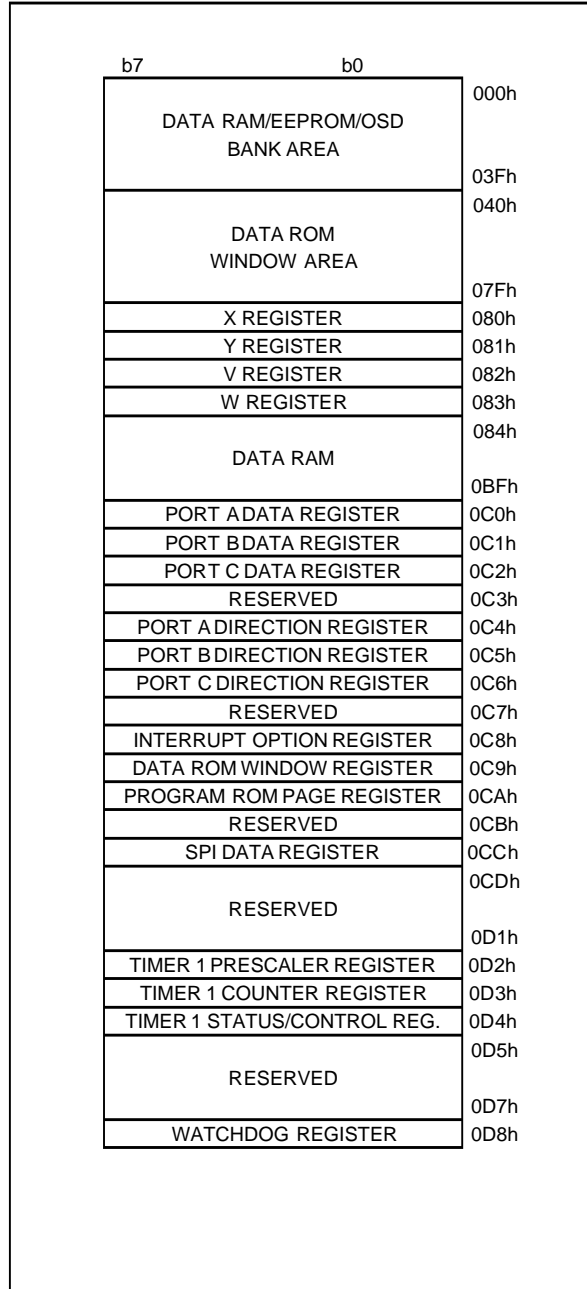 b7 b0
000h
DATA RAM/EEPROM/OSD
BANK AREA
03Fh
040h
DATA ROM
WINDOW AREA
07Fh
X REGISTER 080h
Y REGISTER 081h
V REGISTER 082h
W REGISTER 083h
084h
DATA RAM
0BFh
PORT A DATA REGISTER 0C0h
PORT B DATA REGISTER 0C1h
PORT C DATA REGISTER 0C2h
RESERVED 0C3h
PORT A DIRECTION REGISTER 0C4h
PORT B DIRECTION REGISTER 0C5h
PORT C DIRECTION REGISTER 0C6h
RESERVED 0C7h
INTERRUPT OPTION REGISTER 0C8h
DATA ROM WINDOW REGISTER 0C9h
PROGRAM ROM PAGE REGISTER 0CAh
RESERVED 0CBh
SPI DATA REGISTER 0CCh
0CDh
RESERVED
0D1h
TIMER 1 PRESCALER REGISTER 0D2h
TIMER 1 COUNTER REGISTER 0D3h
TIMER 1 STATUS/CONTROL REG. 0D4h
0D5h
RESERVED
0D7h
WATCHDOG REGISTER 0D8h